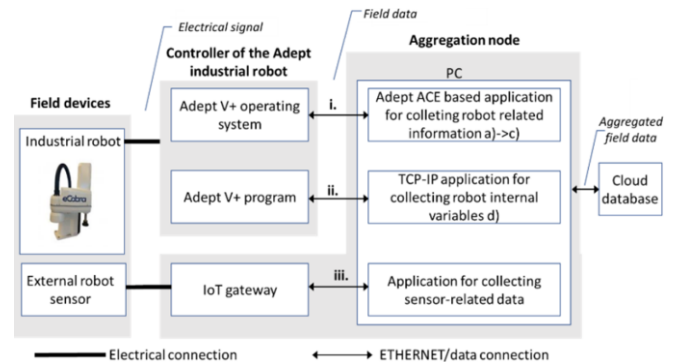 Electrical signal
Field data
Controller of the Adept
industrial robot
Aggregation node
Field devices
PC
Industrial robot
eCobra
External robot
sensor
Adept V+ operating
system
Adept V+ program
IoT gateway
i.
ii.
iii.
Adept ACE based application
for colleting robot related
information a)->c)
TCP-IP application for
collecting robot internal
variables d)
Application for collecting
sensor-related data
Aggregated
field data
Cloud
database
Electrical connection
ETHERNET/data connection